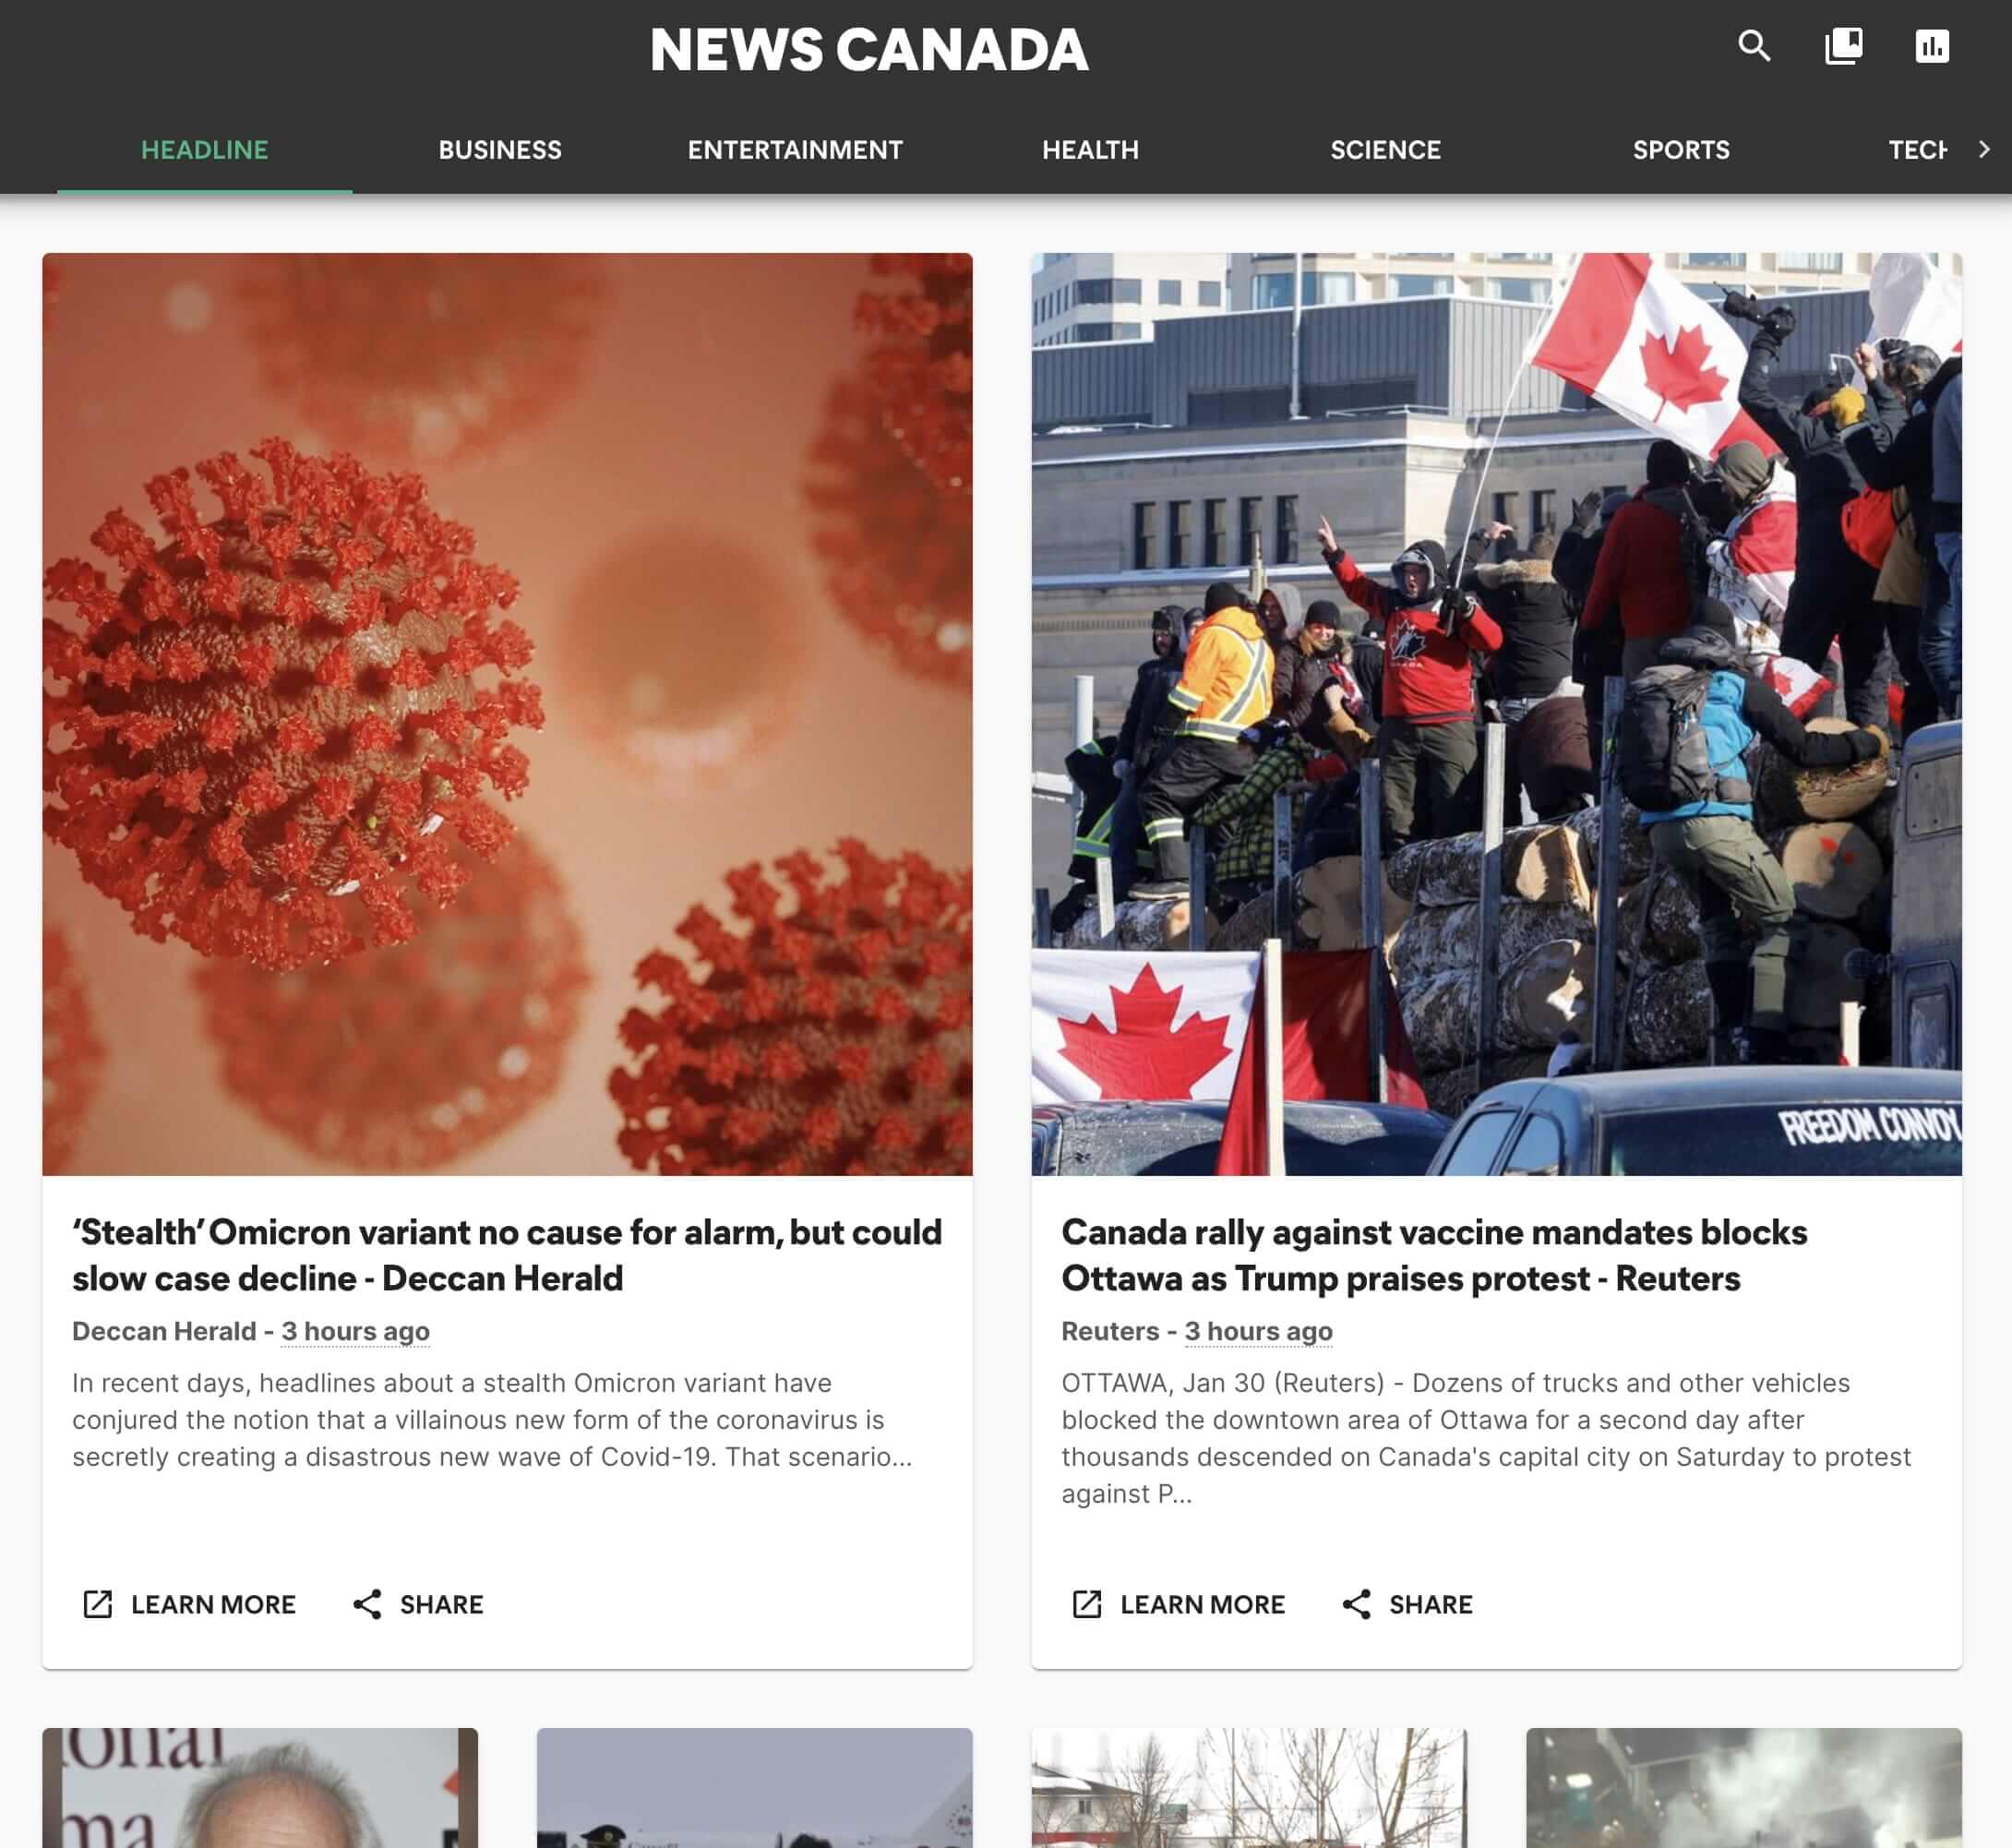 NEWS CANADA
HEADLINE
BUSINESS
ENTERTAINMENT
HEALTH
SCIENCE
SPORTS
TECH
FREEDOM CONVOY
‘Stealth’ Omicron variant no cause for alarm, but could
slow case decline - Deccan Herald
Deccan Herald - 3 hours ago
In recent days, headlines about a stealth Omicron variant have
conjured the notion that a villainous new form of the coronavirus is
secretly creating a disastrous new wave of Covid-19. That scenario...
LEARN MORE
SHARE
Canada rally against vaccine mandates blocks
Ottawa as Trump praises protest - Reuters
Reuters - 3 hours ago
OTTAWA, Jan 30 (Reuters) - Dozens of trucks and other vehicles
blocked the downtown area of Ottawa for a second day after
thousands descended on Canada's capital city on Saturday to protest
against P...
LEARN MORE
SHARE
onal
ma